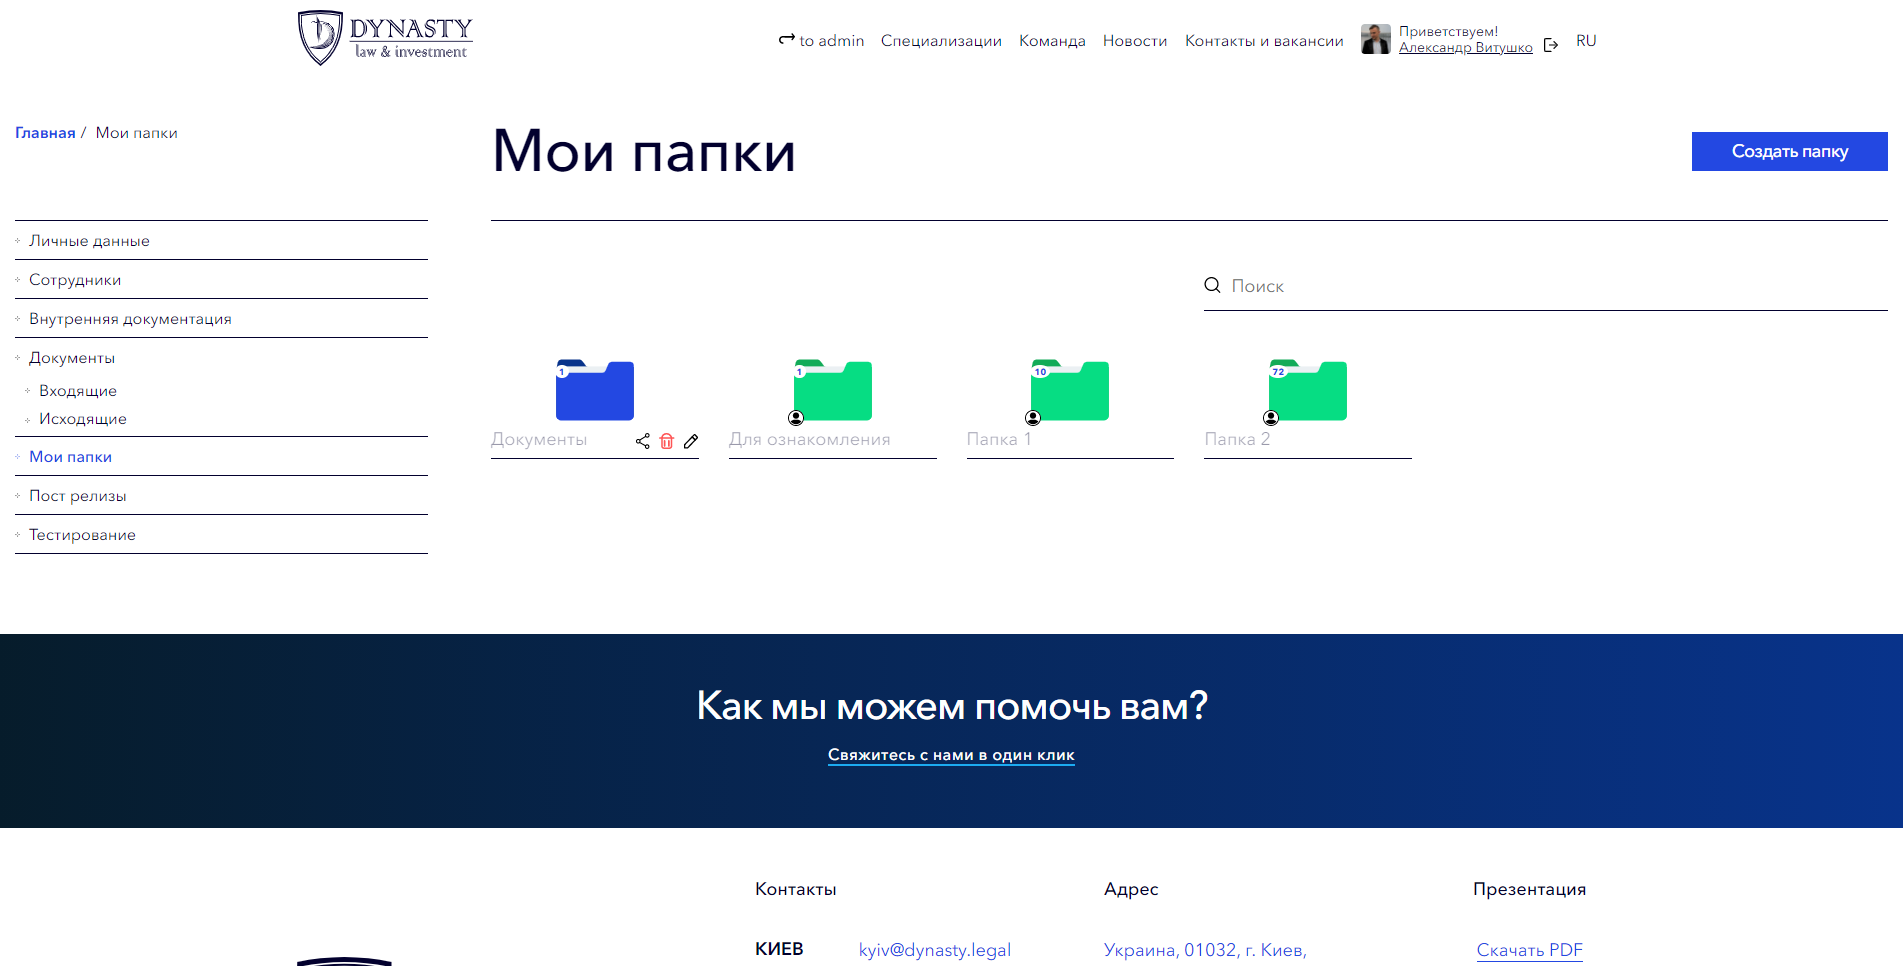 DYNASTY
law & investment
to admin
Специализации
Команда
Новости
Контакты и вакансии
Приветствуем!
Александр Витушко
RU
Главная / Мои папки
Мои папки
Создать папку
Личные данные
Сотрудники
Внутренняя документация
Документы
Входящие
Исходящие
Мои папки
Пост релизы
Тестирование
Поиск
1
Документы
1
Для ознакомления
10
Папка 1
72
Папка 2
Как мы можем помочь вам?
Свяжитесь с нами в один клик
Контакты
КИЕВ
kyiv@dynasty.legal
Адрес
Украина, 01032, г. Киев,
Презентация
Скачать PDF